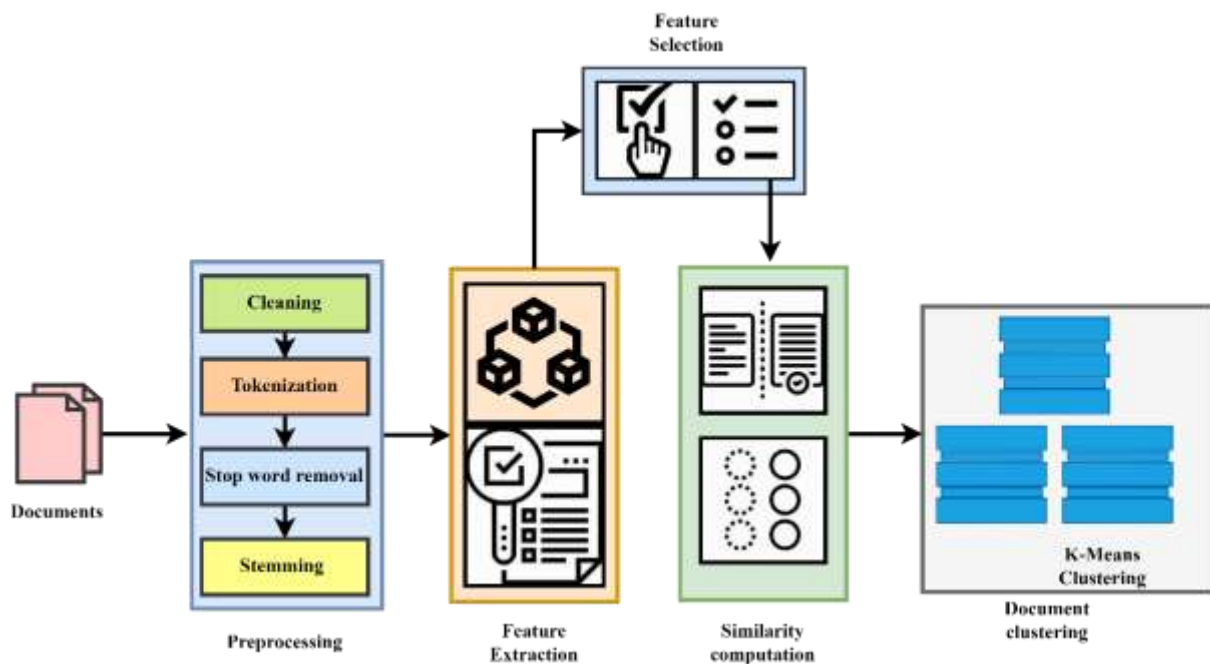 Feature
Selection
Cleaning
Tokenization
Stop word removal
Stemming
Documents
Preprocessing
Feature
Extraction
Similarity
computation
K-Means
Clustering
Document
clustering